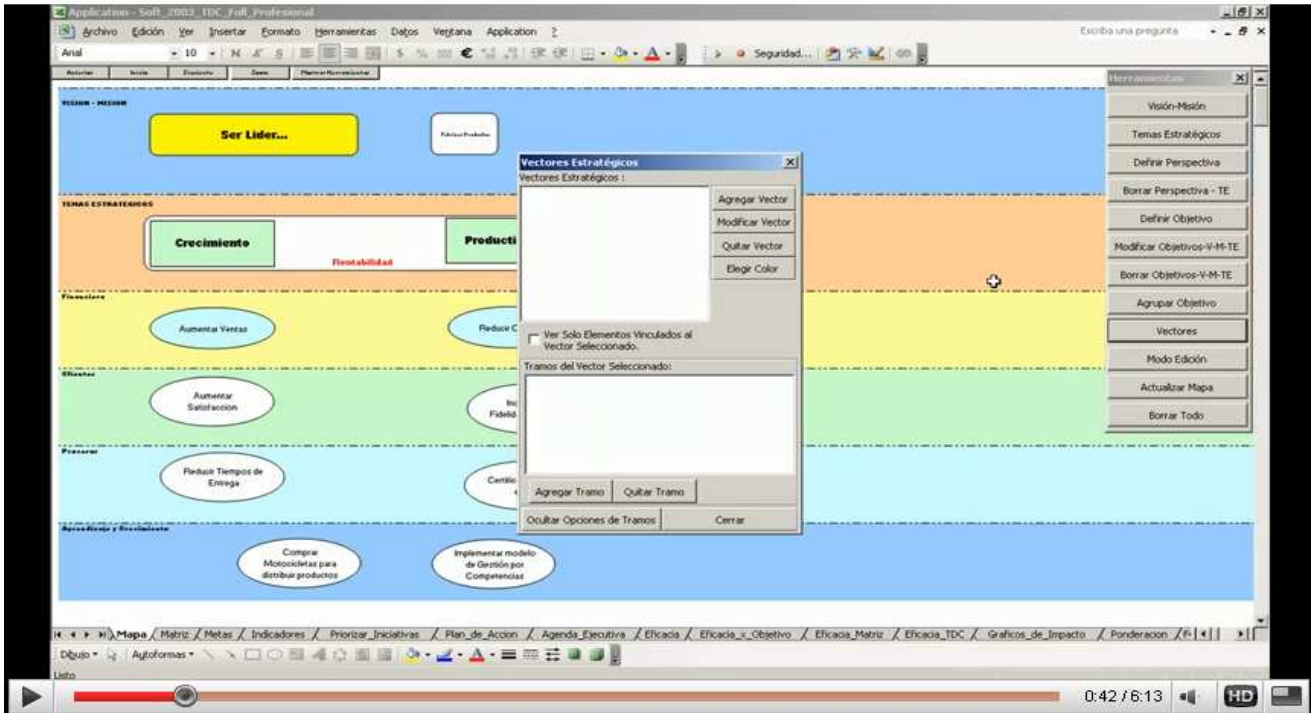 Application - Soft_2003_TDC_Full_Profesional
Archivo Edición Ver Insertar Formato Herramientas Datos Ventana Application ?
Escriba una pregunta
Arial 10 N K S $ % 000 € Seguridad...
Inicio Zoom
VISION - MISION
Ser Lider...
TEMAS ESTRATEGICOS
Crecimiento
Rentabilidad
Producti
Financiera
Aumentar Ventas
Reducir C
Clientes
Aumentar
Satisfaccion
Inc
Fidelid
Procesos
Reducir Tiempos de
Entrega
Certific
Aprendizaje y Crecimiento
Comprar
Motocicletas para
distribuir productos
Implementar modelo
de Gestión por
Competencias
Vectores Estratégicos
Vectores Estratégicos :
Agregar Vector
Modificar Vector
Quitar Vector
Elegir Color
Ver Solo Elementos Vinculados al
Vector Seleccionado.
Tramos del Vector Seleccionado:
Agregar Tramo Quitar Tramo
Ocultar Opciones de Tramos Cerrar
Herramientas
Visión-Misión
Temas Estratégicos
Definir Perspectiva
Borrar Perspectiva - TE
Definir Objetivo
Modificar Objetivos-V-M-TE
Borrar Objetivos-V-M-TE
Agrupar Objetivo
Vectores
Modo Edición
Actualizar Mapa
Borrar Todo
Mapa Matriz Metas Indicadores Priorizar_Iniciativas Plan_de_Accion Agenda_Ejecutiva Eficacia Eficacia_x_Objetivo Eficacia_Matriz Eficacia_TDC Graficos_de_Impacto Ponderacion
Dibujo Autoformas
Listo
0:42 / 6:13 HD